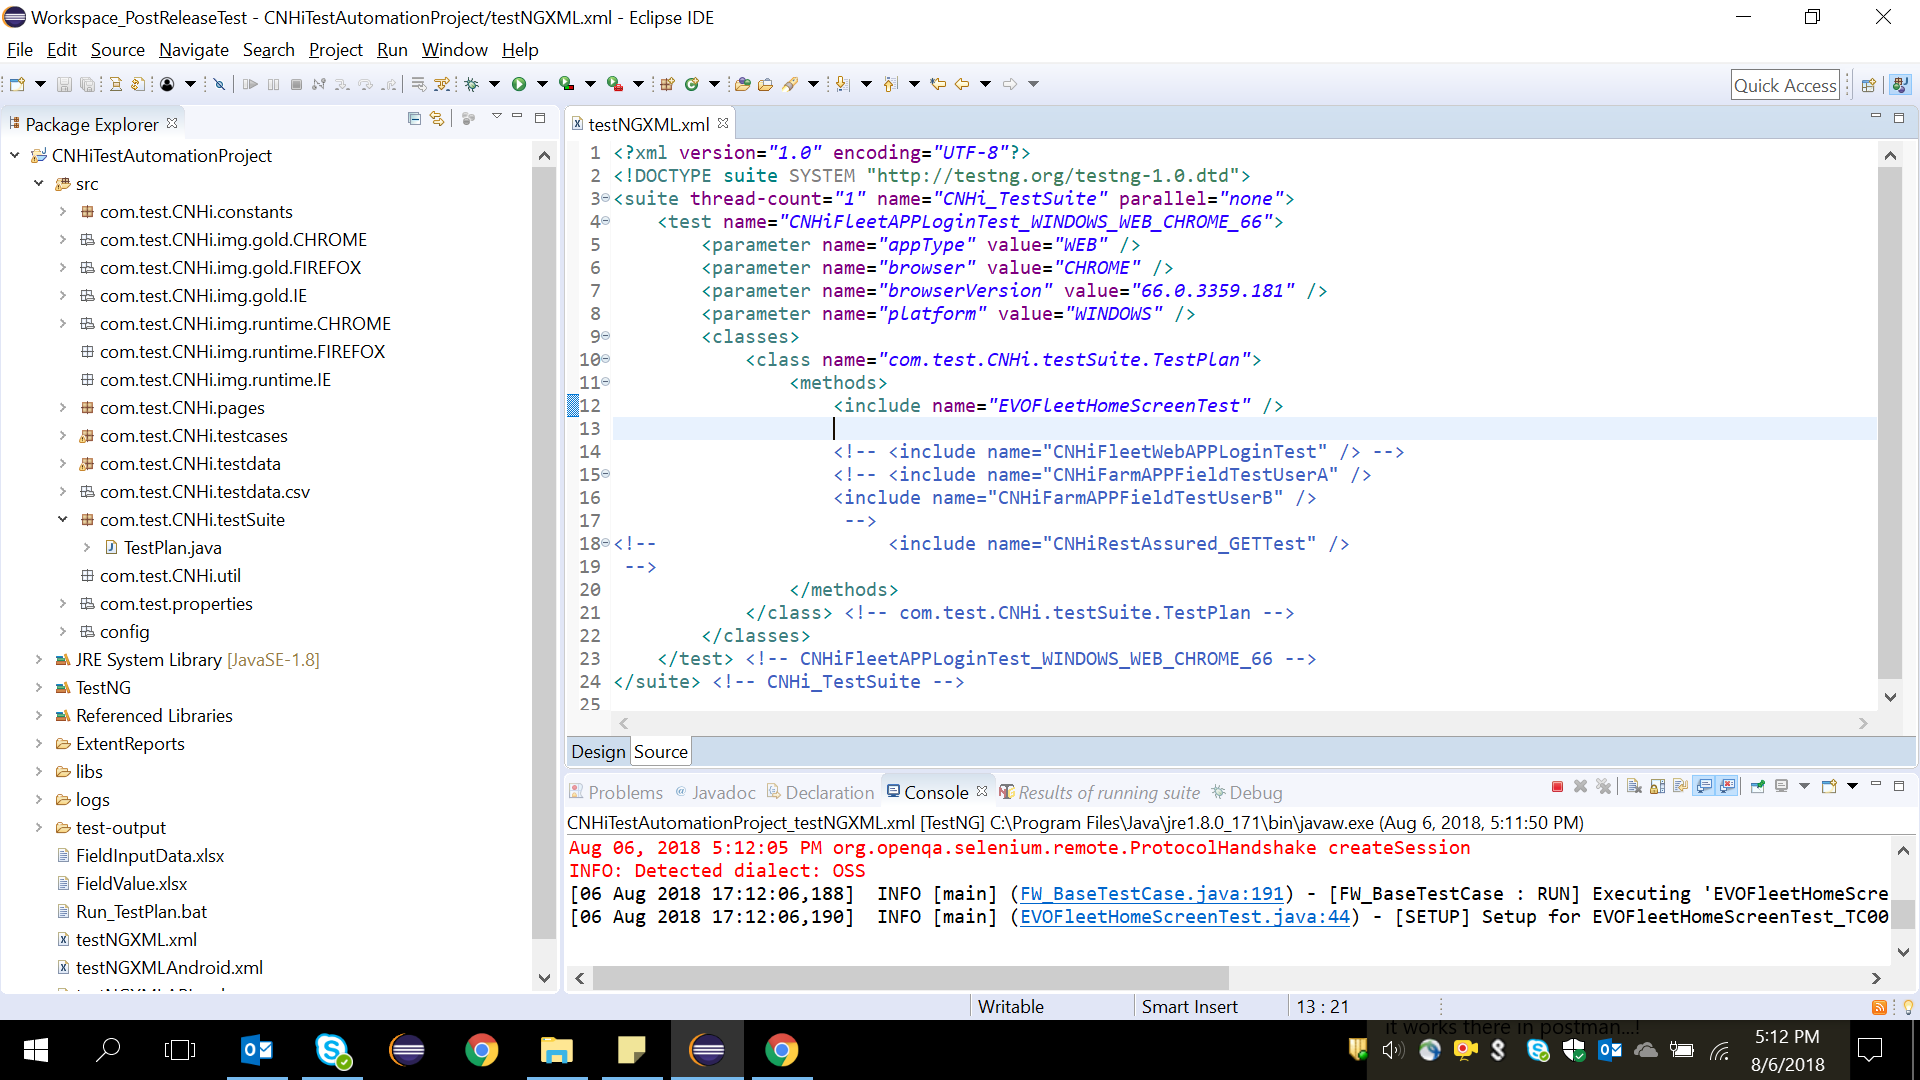 Workspace_PostReleaseTest - CNHiTestAutomationProject/testNGXML.xml - Eclipse IDE
File Edit Source Navigate Search Project Run Window Help
Quick Access
Package Explorer
CNHiTestAutomationProject
src
com.test.CNHi.constants
com.test.CNHi.img.gold.CHROME
com.test.CNHi.img.gold.FIREFOX
com.test.CNHi.img.gold.IE
com.test.CNHi.img.runtime.CHROME
com.test.CNHi.img.runtime.FIREFOX
com.test.CNHi.img.runtime.IE
com.test.CNHi.pages
com.test.CNHi.testcases
com.test.CNHi.testdata
com.test.CNHi.testdata.csv
com.test.CNHi.testSuite
TestPlan.java
com.test.CNHi.util
com.test.properties
config
JRE System Library [JavaSE-1.8]
TestNG
Referenced Libraries
ExtentReports
libs
logs
test-output
FieldInputData.xlsx
FieldValue.xlsx
Run_TestPlan.bat
testNGXML.xml
testNGXMLAndroid.xml
testNGXML.xml
1 <?xml version="1.0" encoding="UTF-8"?>
2 <!DOCTYPE suite SYSTEM "http://testng.org/testng-1.0.dtd">
3 <suite thread-count="1" name="CNHi_TestSuite" parallel="none">
4 <test name="CNHiFleetAPPLoginTest_WINDOWS_WEB_CHROME_66">
5 <parameter name="appType" value="WEB" />
6 <parameter name="browser" value="CHROME" />
7 <parameter name="browserVersion" value="66.0.3359.181" />
8 <parameter name="platform" value="WINDOWS" />
9 <classes>
10 <class name="com.test.CNHi.testSuite.TestPlan">
11 <methods>
12 <include name="EVOFleetHomeScreenTest" />
13
14 <!-- <include name="CNHiFleetWebAPPLoginTest" /> -->
15 <!-- <include name="CNHiFarmAPPFieldTestUserA" />
16 <include name="CNHiFarmAPPFieldTestUserB" />
17 -->
18 <!-- <include name="CNHiRestAssured_GETTest" />
19 -->
20 </methods>
21 </class> <!-- com.test.CNHi.testSuite.TestPlan -->
22 </classes>
23 </test> <!-- CNHiFleetAPPLoginTest_WINDOWS_WEB_CHROME_66 -->
24 </suite> <!-- CNHi_TestSuite -->
25
Design Source
Problems Javadoc Declaration Console Results of running suite Debug
CNHiTestAutomationProject_testNGXML.xml [TestNG] C:\Program Files\Java\jre1.8.0_171\bin\javaw.exe (Aug 6, 2018, 5:11:50 PM)
Aug 06, 2018 5:12:05 PM org.openqa.selenium.remote.ProtocolHandshake createSession
INFO: Detected dialect: OSS
[06 Aug 2018 17:12:06,188] INFO [main] (FW_BaseTestCase.java:191) - [FW_BaseTestCase : RUN] Executing 'EVOFleetHomeScre
[06 Aug 2018 17:12:06,190] INFO [main] (EVOFleetHomeScreenTest.java:44) - [SETUP] Setup for EVOFleetHomeScreenTest_TC00
Writable Smart Insert 13 : 21
it works there in postman...!
5:12 PM
8/6/2018